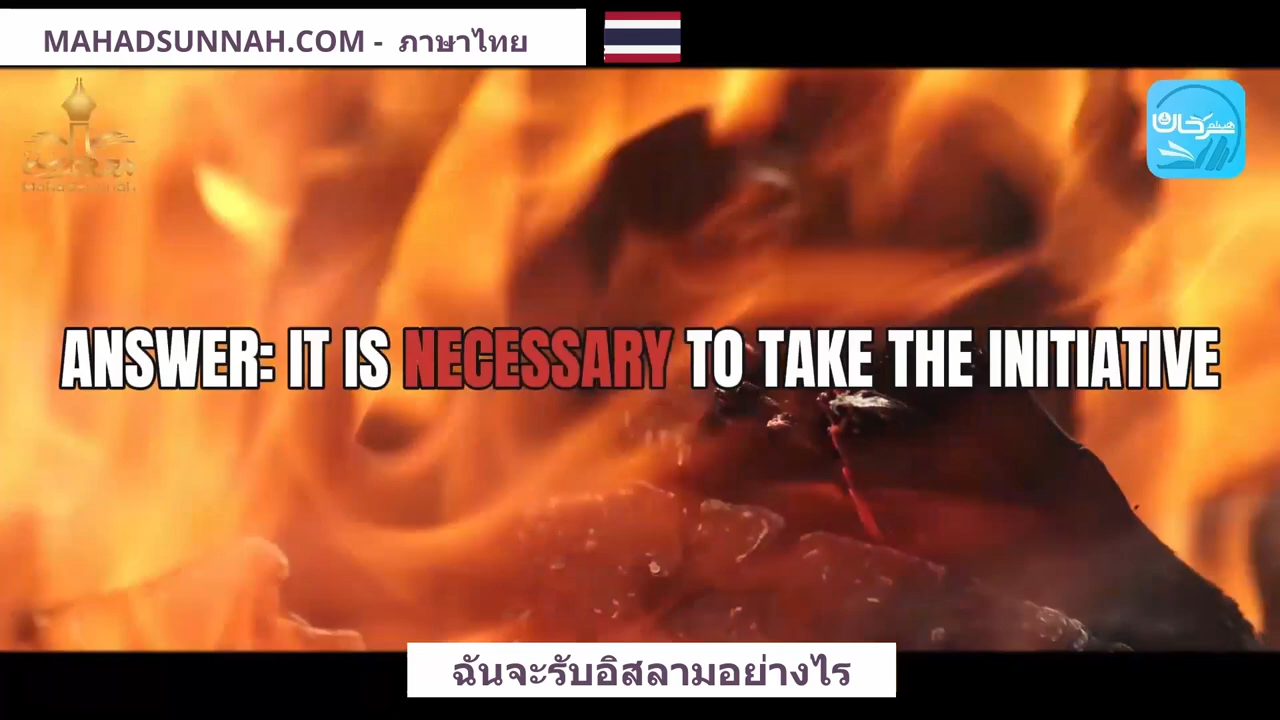 MAHADSUNNAH.COM - ภาษาไทย
ANSWER: IT IS NECESSARY TO TAKE THE INITIATIVE
ฉันจะรับอิสลามอย่างไร